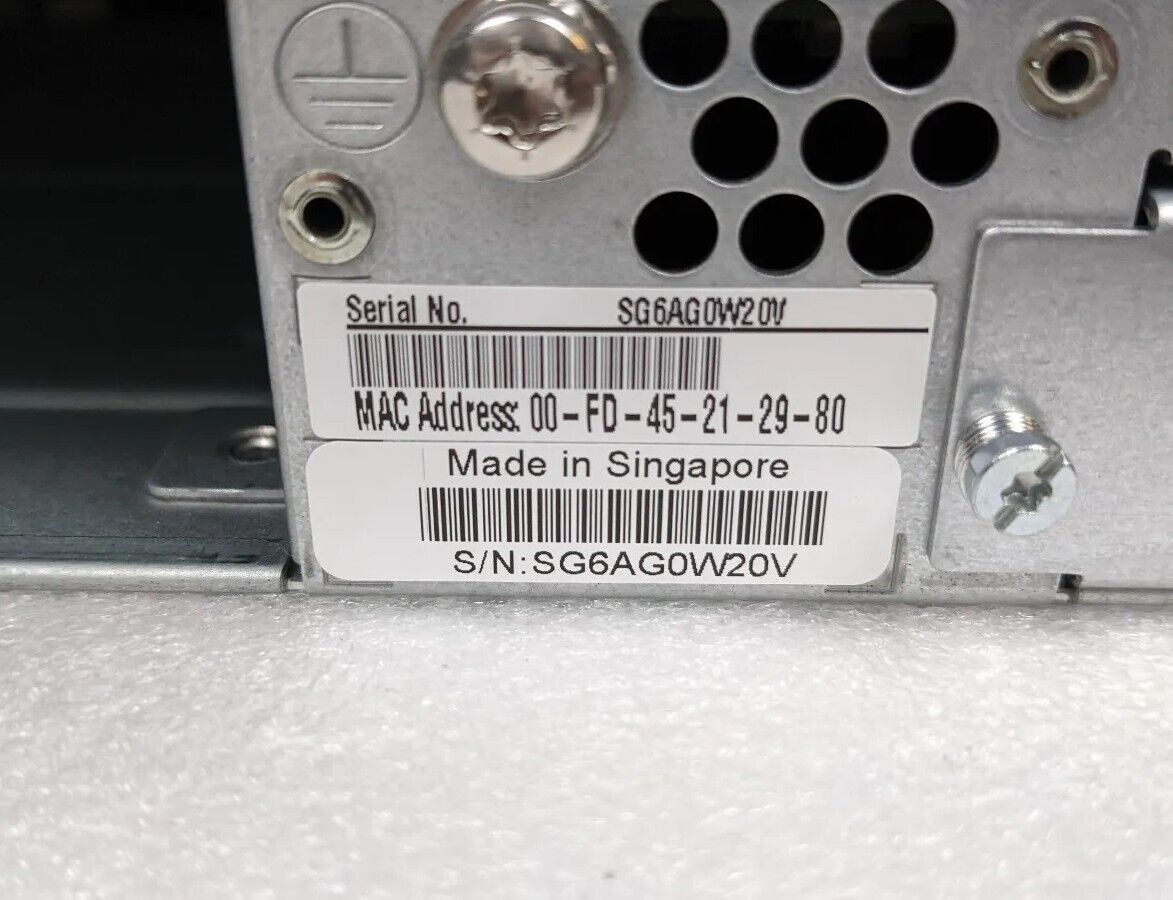 Serial No. SG6AG0W20V
MAC Address: 00-FD-45-21-29-80
Made in Singapore
S/N:SG6AG0W20V